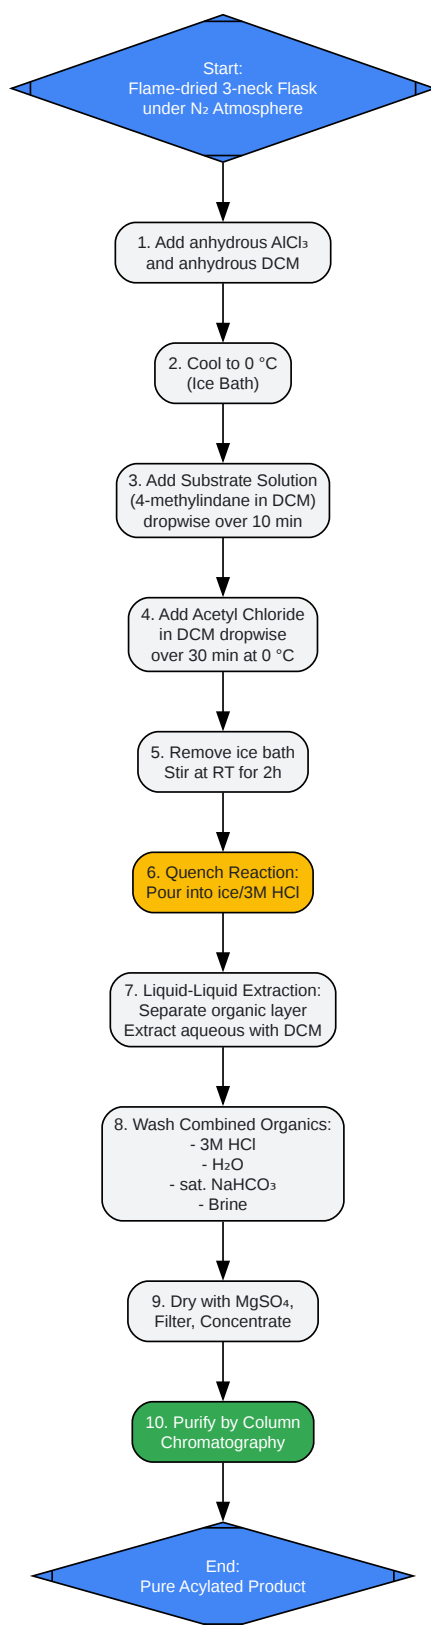 Start:
Flame-dried 3-neck Flask
under N₂ Atmosphere
1. Add anhydrous AlCl₃
and anhydrous DCM
2. Cool to 0 °C
(Ice Bath)
3. Add Substrate Solution
(4-methylindane in DCM)
dropwise over 10 min
4. Add Acetyl Chloride
in DCM dropwise
over 30 min at 0 °C
5. Remove ice bath
Stir at RT for 2h
6. Quench Reaction:
Pour into ice/3M HCl
7. Liquid-Liquid Extraction:
Separate organic layer
Extract aqueous with DCM
8. Wash Combined Organics:
- 3M HCl
- H₂O
- sat. NaHCO₃
- Brine
9. Dry with MgSO₄,
Filter, Concentrate
10. Purify by Column
Chromatography
End:
Pure Acylated Product